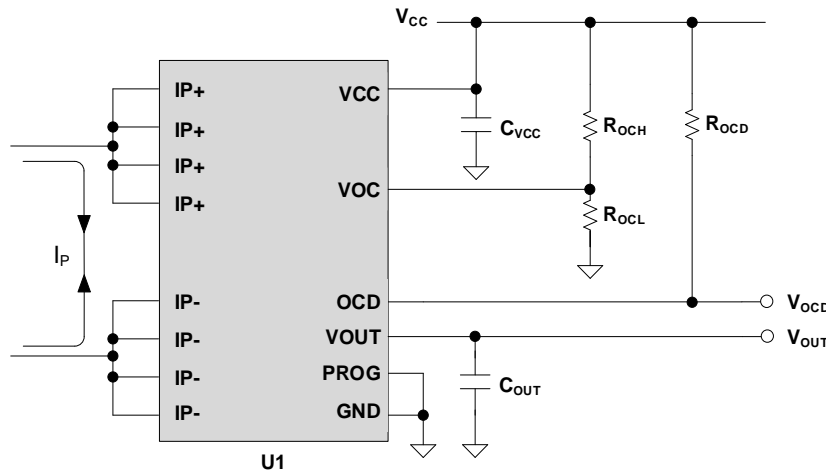 VCC
IP+
VCC
IP+
CVCC
ROCH
ROCD
IP+
IP+
VOC
ROCL
IP
IP-
OCD
VOCD
IP-
VOUT
VOUT
IP-
PROG
COUT
IP-
GND
U1